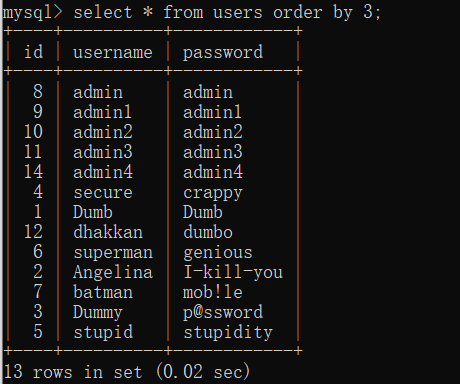 mysql> select * from users order by 3;
+----+----------+------------+
| id | username | password   |
+----+----------+------------+
|  8 | admin    | admin      |
|  9 | admin1   | admin1     |
| 10 | admin2   | admin2     |
| 11 | admin3   | admin3     |
| 14 | admin4   | admin4     |
|  4 | secure   | crappy     |
|  1 | Dumb     | Dumb       |
| 12 | dhakkan  | dumbo      |
|  6 | superman | genious    |
|  2 | Angelina | I-kill-you |
|  7 | batman   | mob!le     |
|  3 | Dummy    | p@ssword   |
|  5 | stupid   | stupidity  |
+----+----------+------------+
13 rows in set (0.02 sec)